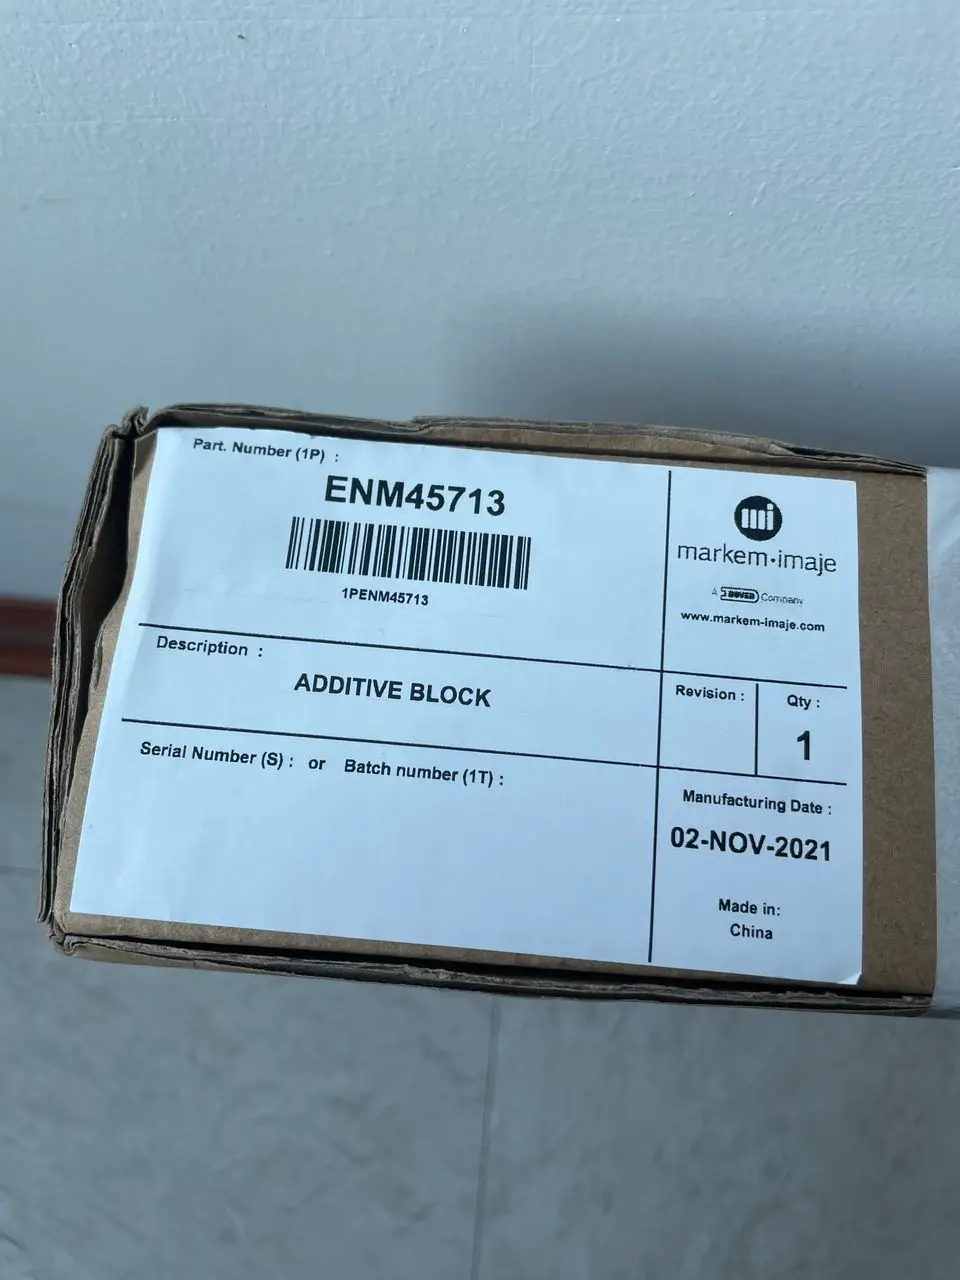 Part. Number (1P) :
ENM45713
1PENM45713
mi
markem·imaje
A DOVER Company
www.markem-imaje.com
Description :
ADDITIVE BLOCK
Revision :
Qty :
1
Serial Number (S) : or Batch number (1T) :
Manufacturing Date :
02-NOV-2021
Made in:
China